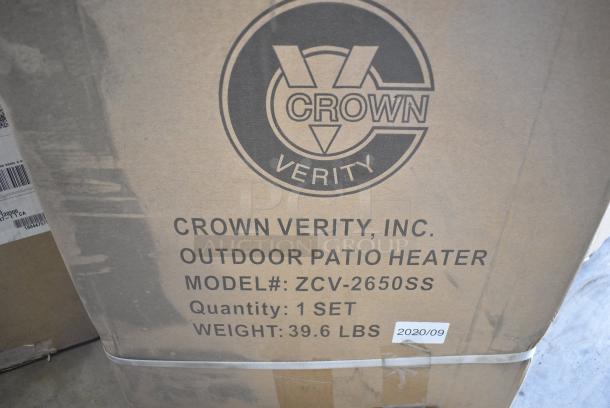 CROWN
VERITY
CROWN VERITY, INC.
OUTDOOR PATIO HEATER
MODEL#: ZCV-2650SS
Quantity: 1 SET
WEIGHT: 39.6 LBS 2020/09